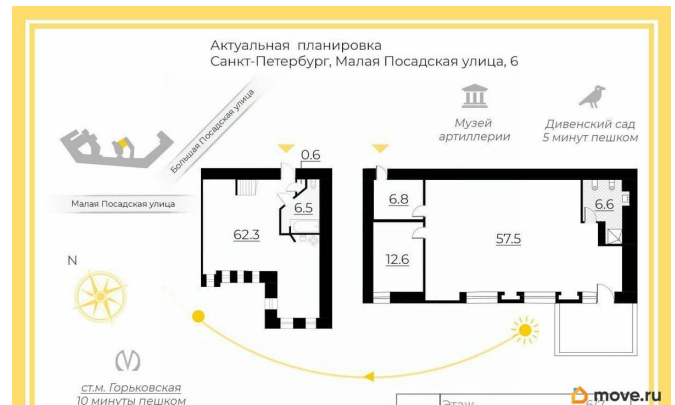 Актуальная планировка
Санкт-Петербург, Малая Посадская улица, 6
Большая Посадская улица
Малая Посадская улица
Музей
артиллерии
Дивенский сад
5 минут пешком
0.6
6.5
62.3
6.8
12.6
57.5
6.6
N
ст.м. Горьковская
10 минуты пешком
Этаж
move.ru